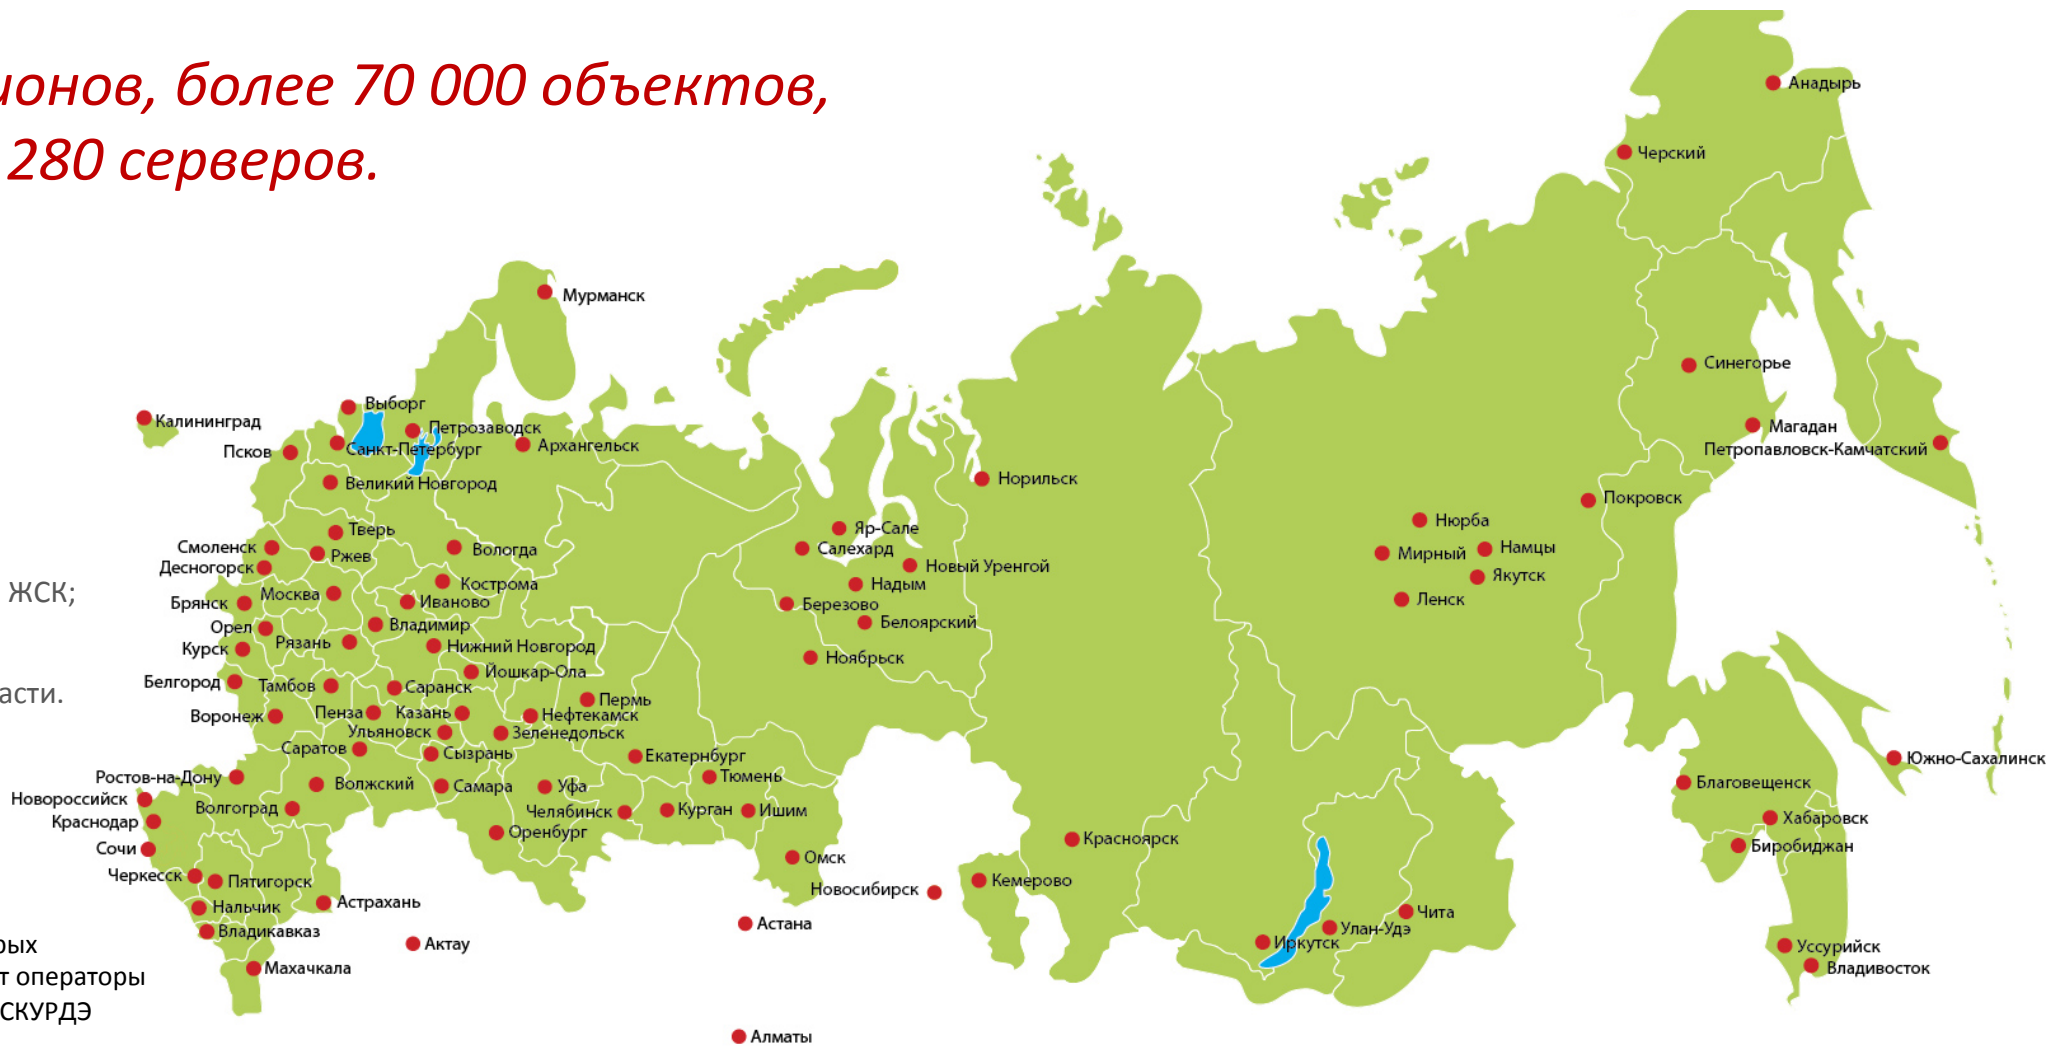 ионов, более 70 000 объектов,
280 серверов.
Анадырь
Черский
Мурманск
Синегорье
Выборг
Калининград
Петрозаводск
Магадан
Санкт-Петербург
Архангельск
Псков
Петропавловск-Камчатский
Норильск
Великий Новгород
Покровск
Нюрба
Яр-Сале
Тверь
Смоленск
Ржев
Вологда
Салехард
Мирный
Намцы
Десногорск
Новый Уренгой
Якутск
Надым
Кострома
ЖСК;
Москва
Ленск
Брянск
Иваново
Березово
Белоярский
Орел
Владимир
Рязань
Курск
Нижний Новгород
Ноябрьск
Йошкар-Ола
Белгород
Тамбов
Саранск
асти.
Пермь
Воронеж
Пенза
Казань
Нефтекамск
Ульяновск
Зеленедольск
Саратов
Сызрань
Екатернбург
Южно-Сахалинск
Ростов-на-Дону
Тюмень
Волжский
Самара
Уфа
Благовещенск
Новороссийск
Волгоград
Челябинск
Курган
Ишим
Краснодар
Хабаровск
Оренбург
Красноярск
Сочи
Омск
Биробиджан
Черкесск
Пятигорск
Кемерово
Новосибирск
Нальчик
Астрахань
Чита
Владикавказ
Астана
Улан-Удэ
Актау
Иркутск
рых
Уссурийск
Махачкала
Владивосток
т операторы
СКУРДЭ
Алматы